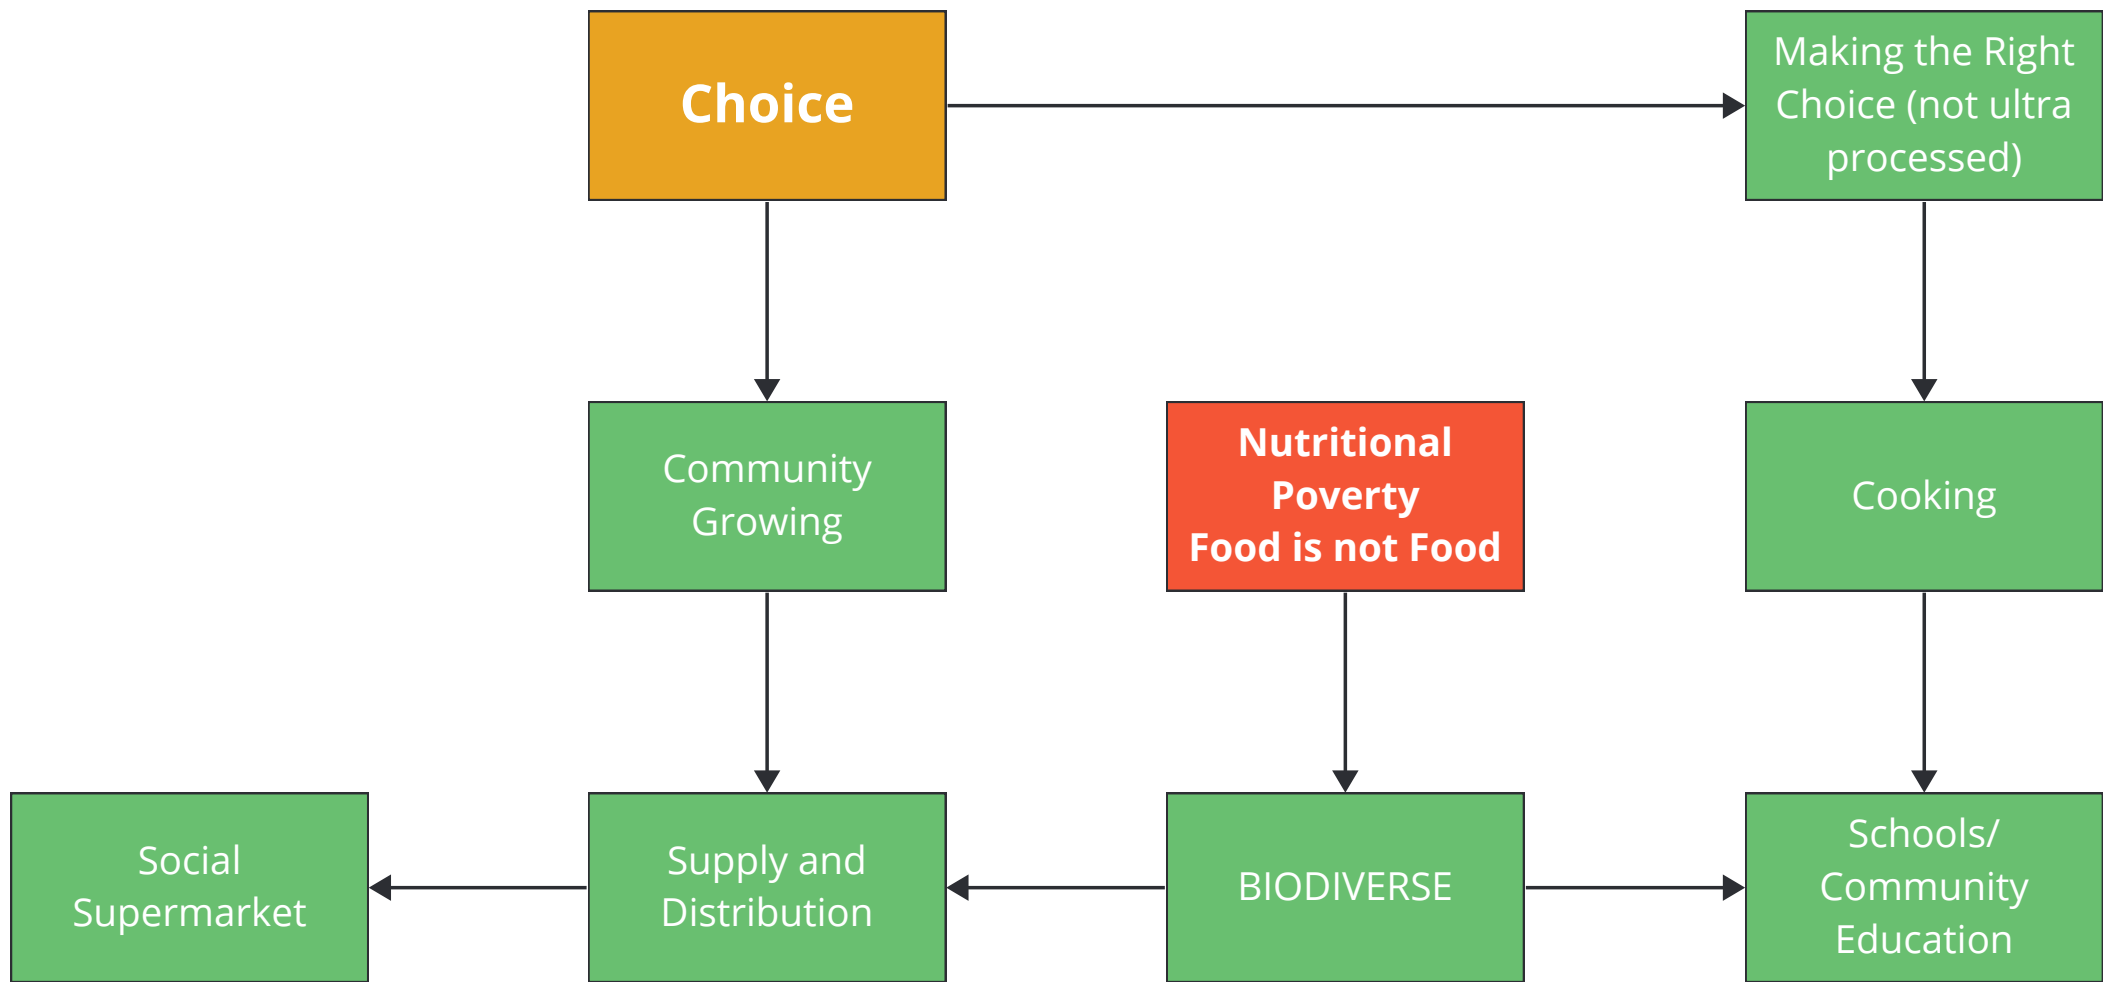 Choice
Making the Right
Choice (not ultra
processed)
Community
Growing
Nutritional
Poverty
Food is not Food
Cooking
Social
Supermarket
Supply and
Distribution
BIODIVERSE
Schools/
Community
Education